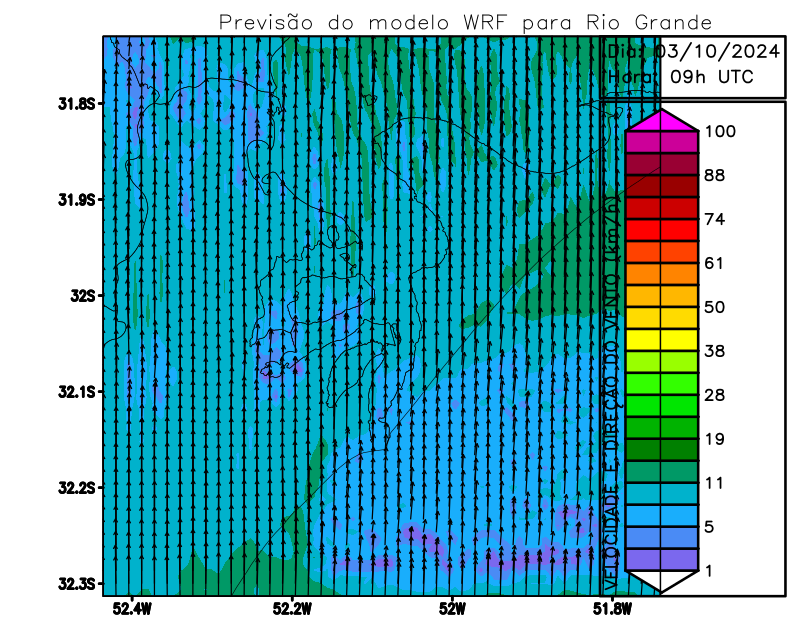 Previsão do modelo WRF para Rio Grande
Dia: 03/10/2024
Hora: 09h UTC
31.8S
31.9S
32S
32.1S
32.2S
32.3S
52.4W
52.2W
52W
51.8W
VELOCIDADE E DIREÇÃO DO VENTO (km/h)
100
88
74
61
50
38
28
19
11
5
1